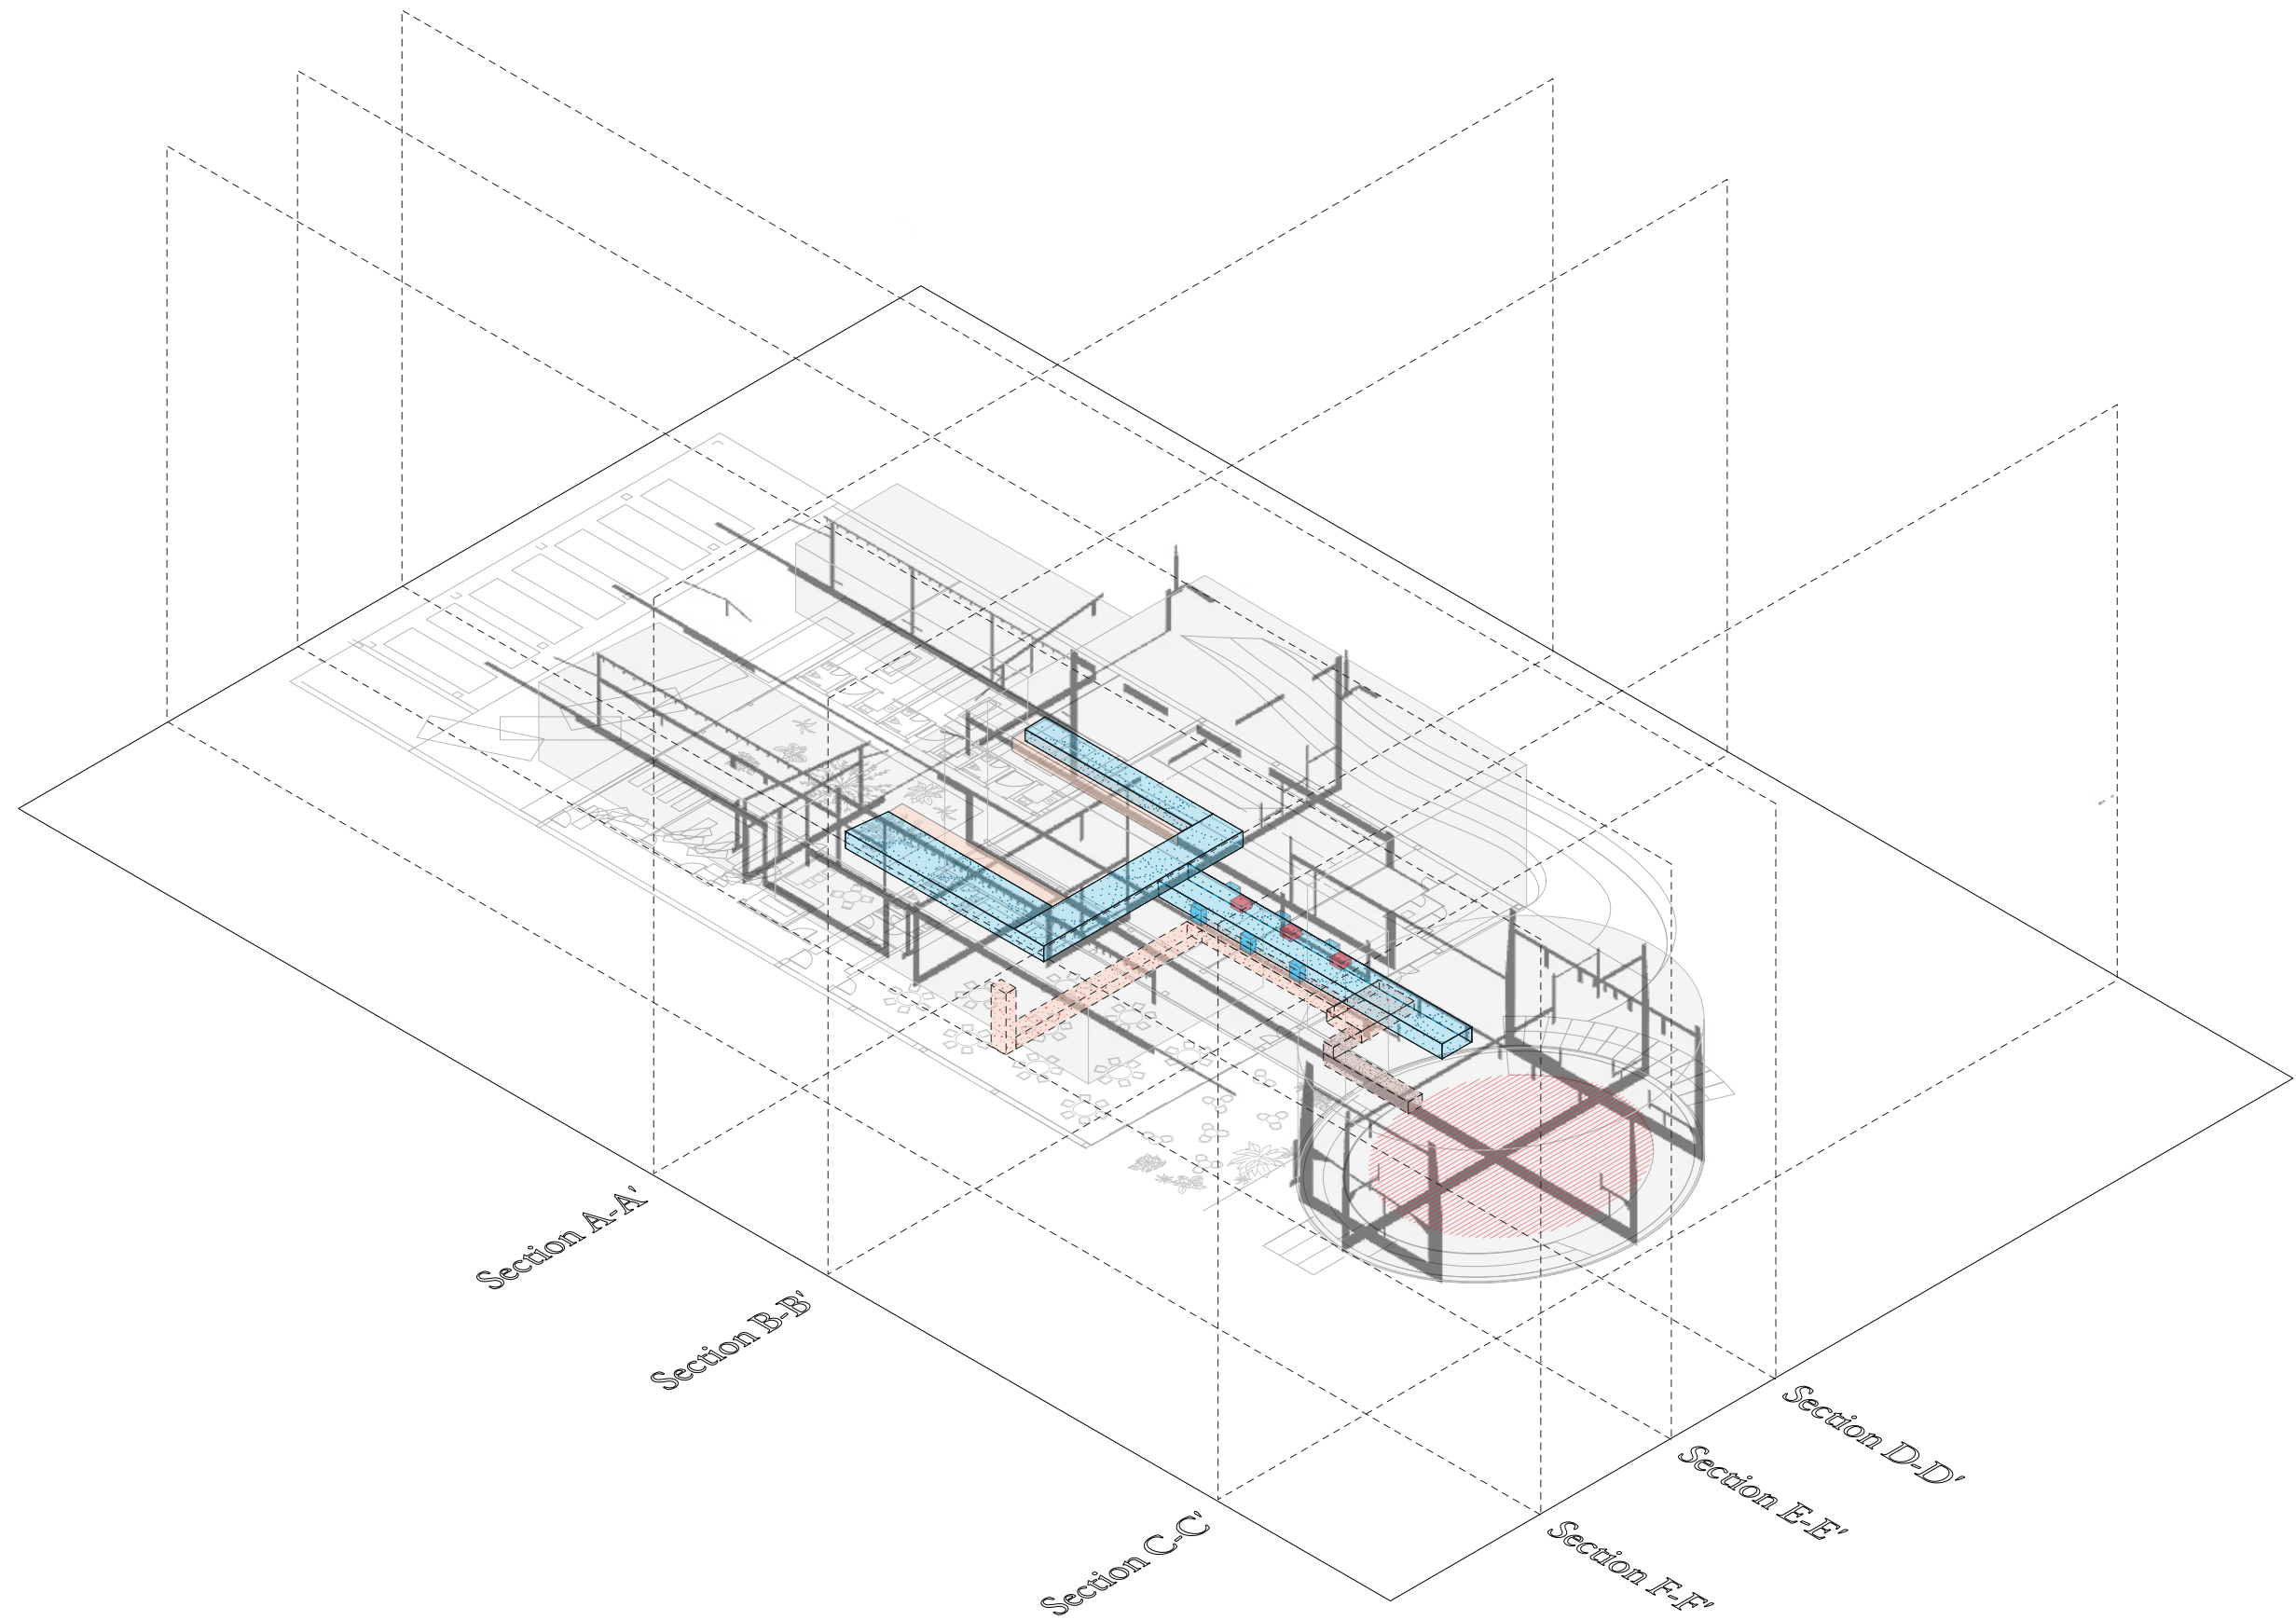 Section A-A'
Section B-B'
Section C-C'
Section D-D'
Section E-E'
Section F-F'